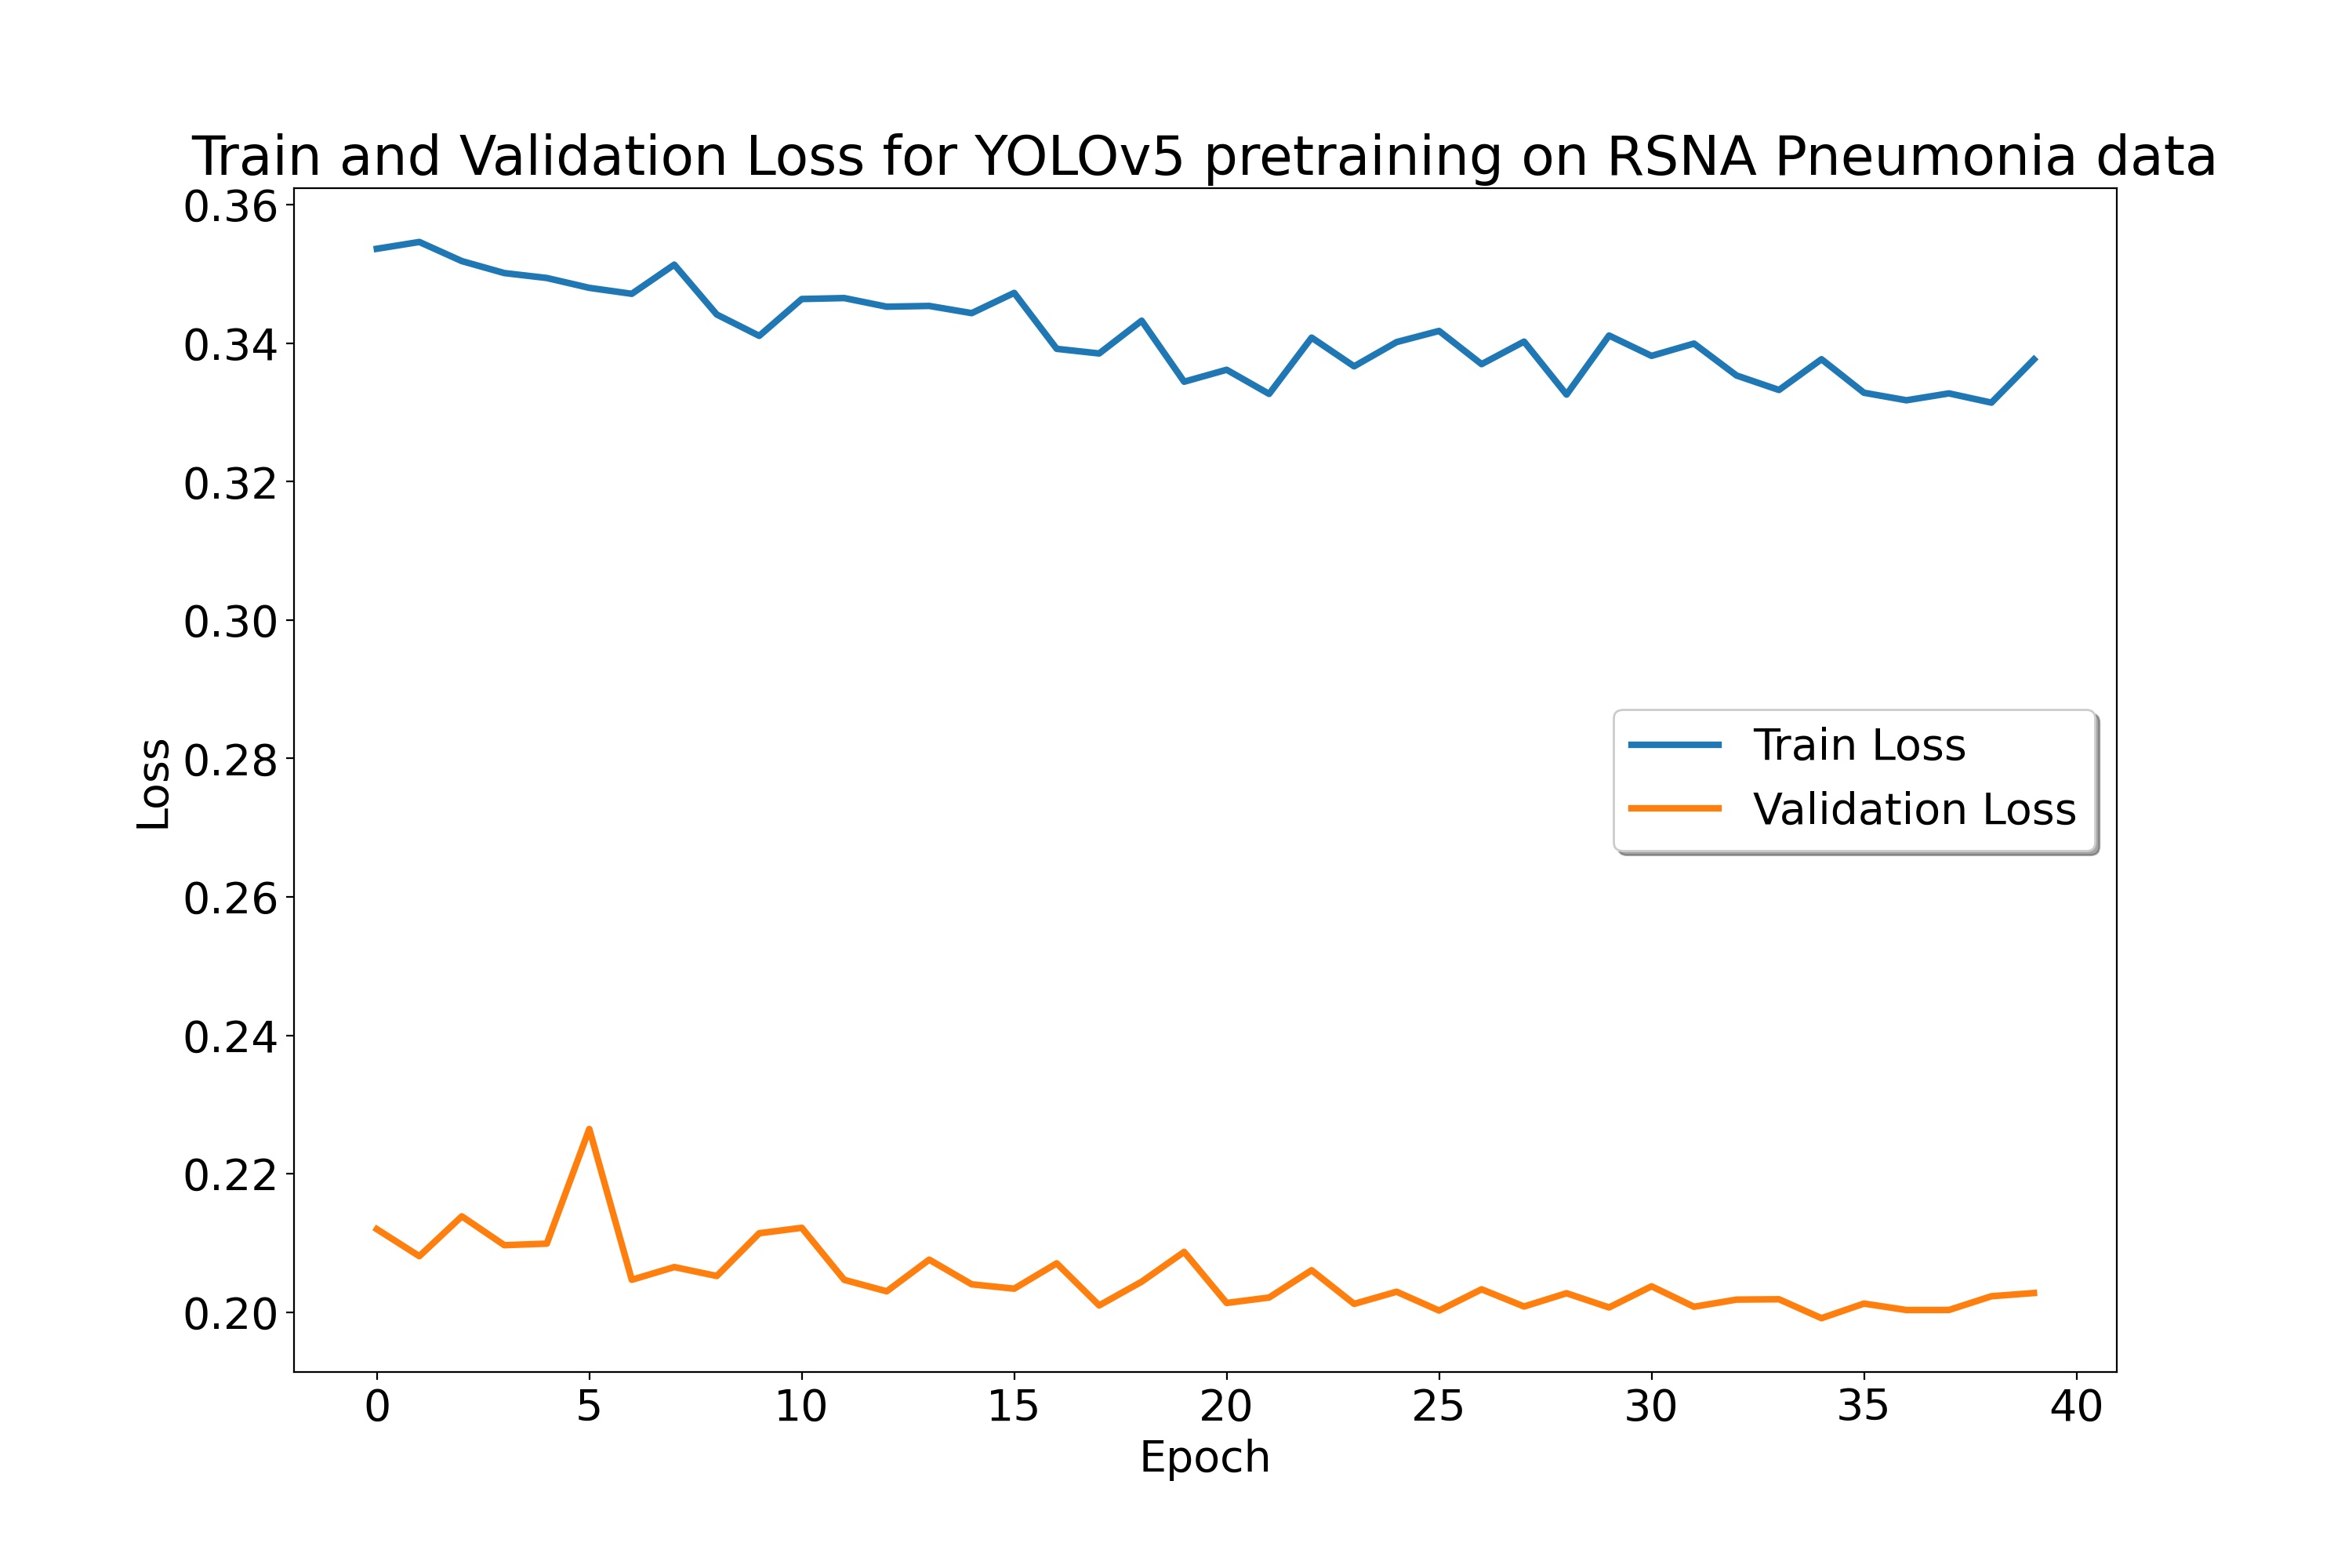 Train and Validation Loss for YOLOv5 pretraining on RSNA Pneumonia data
0.36
0.34
0.32
0.30
0.28
0.26
0.24
0.22
0.20
Loss
Train Loss
Validation Loss
0 5 10 15 20 25 30 35 40
Epoch